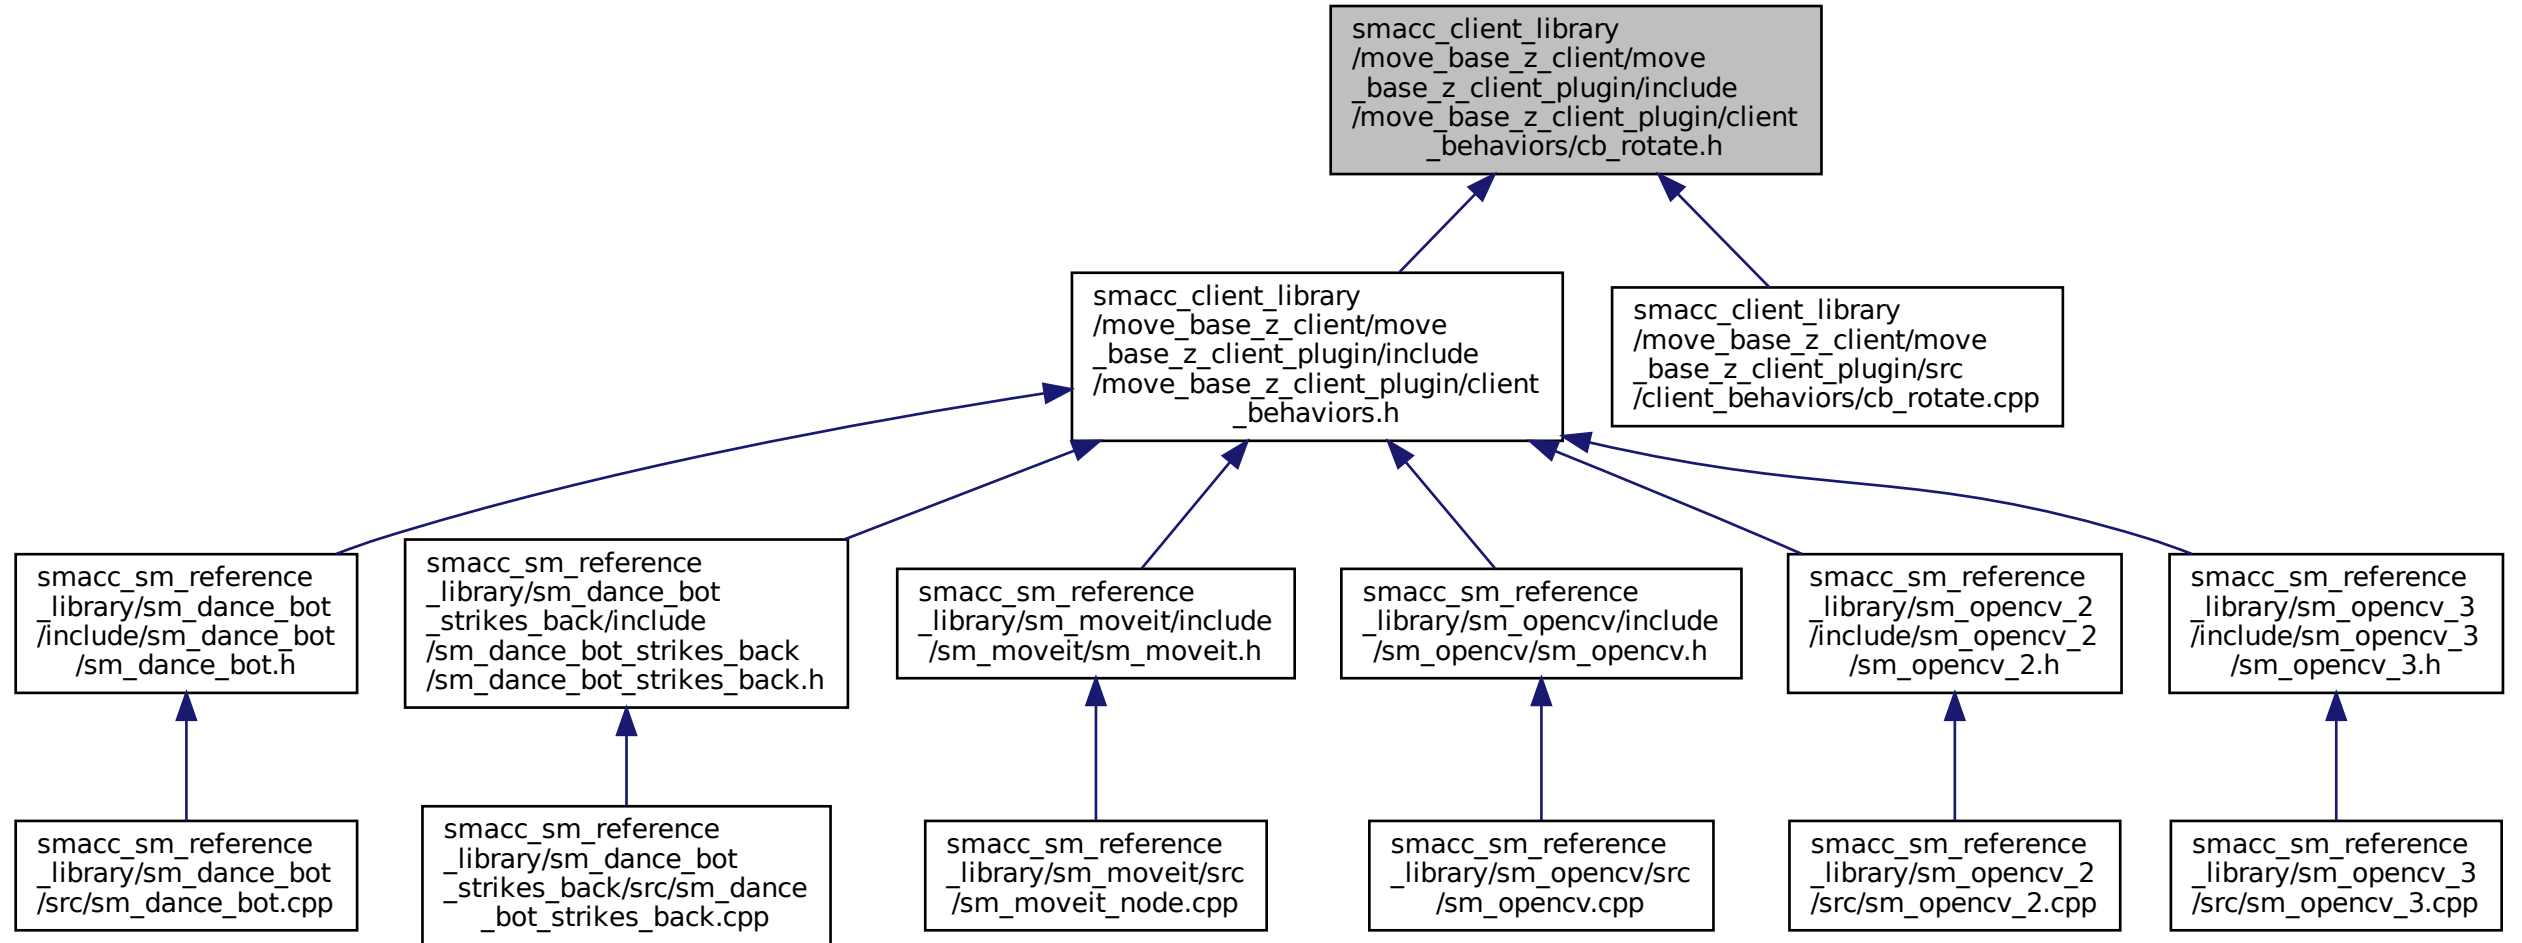 smacc_client_library
/move_base_z_client/move
_base_z_client_plugin/include
/move_base_z_client_plugin/client
_behaviors/cb_rotate.h
smacc_client_library
/move_base_z_client/move
_base_z_client_plugin/include
/move_base_z_client_plugin/client
_behaviors.h
smacc_client_library
/move_base_z_client/move
_base_z_client_plugin/src
/client_behaviors/cb_rotate.cpp
smacc_sm_reference
_library/sm_dance_bot
/include/sm_dance_bot
/sm_dance_bot.h
smacc_sm_reference
_library/sm_dance_bot
_strikes_back/include
/sm_dance_bot_strikes_back
/sm_dance_bot_strikes_back.h
smacc_sm_reference
_library/sm_moveit/include
/sm_moveit/sm_moveit.h
smacc_sm_reference
_library/sm_opencv/include
/sm_opencv/sm_opencv.h
smacc_sm_reference
_library/sm_opencv_2
/include/sm_opencv_2
/sm_opencv_2.h
smacc_sm_reference
_library/sm_opencv_3
/include/sm_opencv_3
/sm_opencv_3.h
smacc_sm_reference
_library/sm_dance_bot
/src/sm_dance_bot.cpp
smacc_sm_reference
_library/sm_dance_bot
_strikes_back/src/sm_dance
_bot_strikes_back.cpp
smacc_sm_reference
_library/sm_moveit/src
/sm_moveit_node.cpp
smacc_sm_reference
_library/sm_opencv/src
/sm_opencv.cpp
smacc_sm_reference
_library/sm_opencv_2
/src/sm_opencv_2.cpp
smacc_sm_reference
_library/sm_opencv_3
/src/sm_opencv_3.cpp